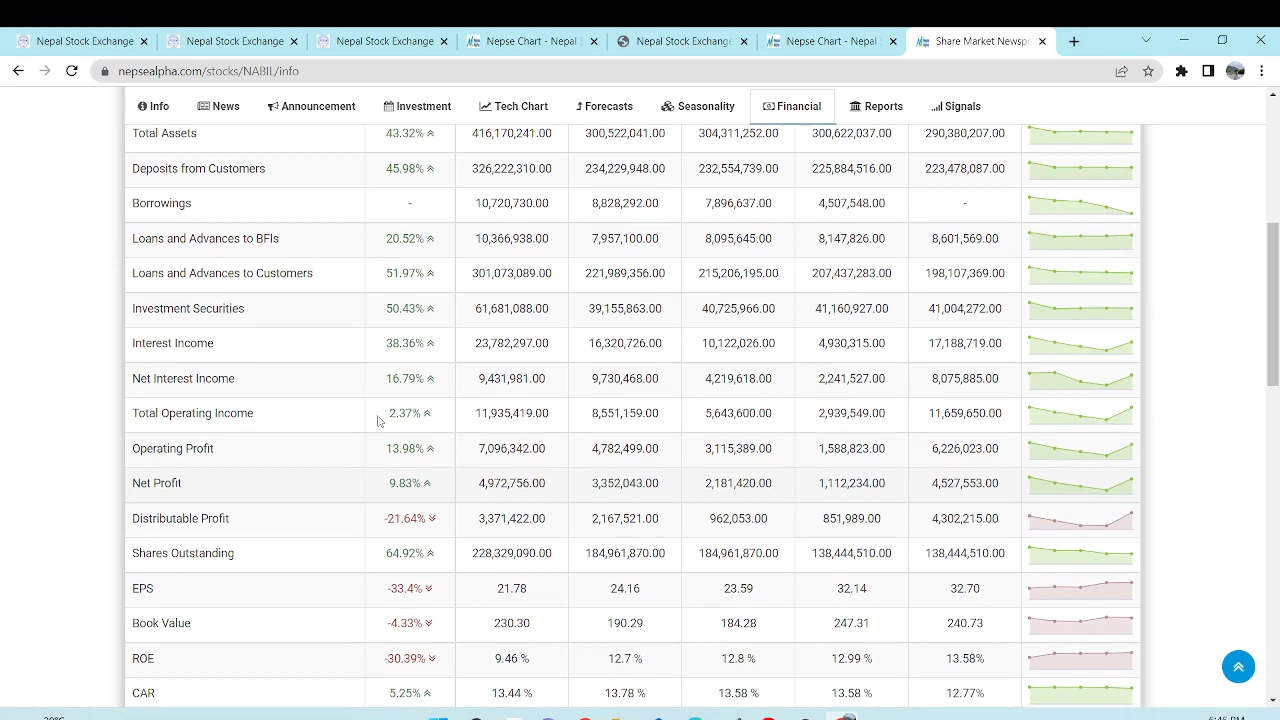 Nepal Stock Exchange Nepal Stock Exchange Nepal Stock Exchange Nepse Chart - Nepal S Nepal Stock Exchange Nepse Chart - Nepal Share Market Newspe
nepsealpha.com/stocks/NABIL/info
Info News Announcement Investment Tech Chart Forecasts Seasonality Financial Reports Signals
Total Assets 43.32% 416,170,241.00 300,522,041.00 304,311,252.00 300,622,037.00 290,380,207.00
Deposits from Customers 45.98% 326,222,310.00 234,229,948.00 232,554,739.00 225,884,516.00 223,478,087.00
Borrowings - 10,720,730.00 8,828,292.00 7,896,637.00 4,507,548.00 -
Loans and Advances to BFIs 20.52% 10,366,938.00 7,957,100.00 8,095,645.00 8,147,826.00 8,601,569.00
Loans and Advances to Customers 51.97% 301,073,089.00 221,989,356.00 215,206,195.00 207,437,283.00 198,107,369.00
Investment Securities 50.42% 61,681,088.00 39,155,863.00 40,725,966.00 41,160,927.00 41,004,272.00
Interest Income 38.36% 23,782,297.00 16,320,726.00 10,122,026.00 4,930,315.00 17,188,719.00
Net Interest Income 16.79% 9,431,981.00 9,730,468.00 4,219,618.00 2,241,527.00 8,075,885.00
Total Operating Income 2.37% 11,935,419.00 8,551,159.00 5,643,600.00 2,939,549.00 11,659,650.00
Operating Profit 13.98% 7,096,342.00 4,782,499.00 3,115,389.00 1,588,823.00 6,226,023.00
Net Profit 9.83% 4,972,756.00 3,352,043.00 2,181,420.00 1,112,234.00 4,527,553.00
Distributable Profit -21.64% 3,371,422.00 2,167,521.00 962,053.00 851,989.00 4,302,215.00
Shares Outstanding 64.92% 228,329,090.00 184,961,870.00 184,961,870.00 138,444,510.00 138,444,510.00
EPS -33.4% 21.78 24.16 23.59 32.14 32.70
Book Value -4.33% 230.30 190.29 184.28 247.31 240.73
ROE -30.39% 9.46 % 12.7 % 12.8 % 12.99 % 13.58%
CAR 5.25% 13.44 % 13.78 % 13.58 % 13.58 % 12.77%